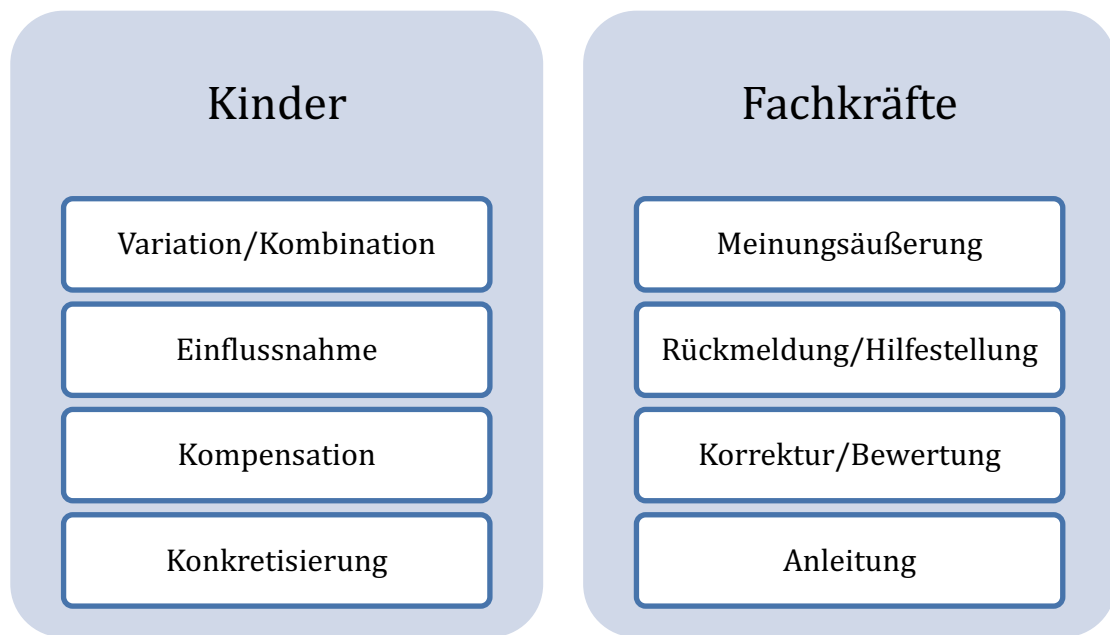 Kinder
Variation/Kombination
Einflussnahme
Kompensation
Konkretisierung
Fachkräfte
Meinungsäußerung
Rückmeldung/Hilfestellung
Korrektur/Bewertung
Anleitung